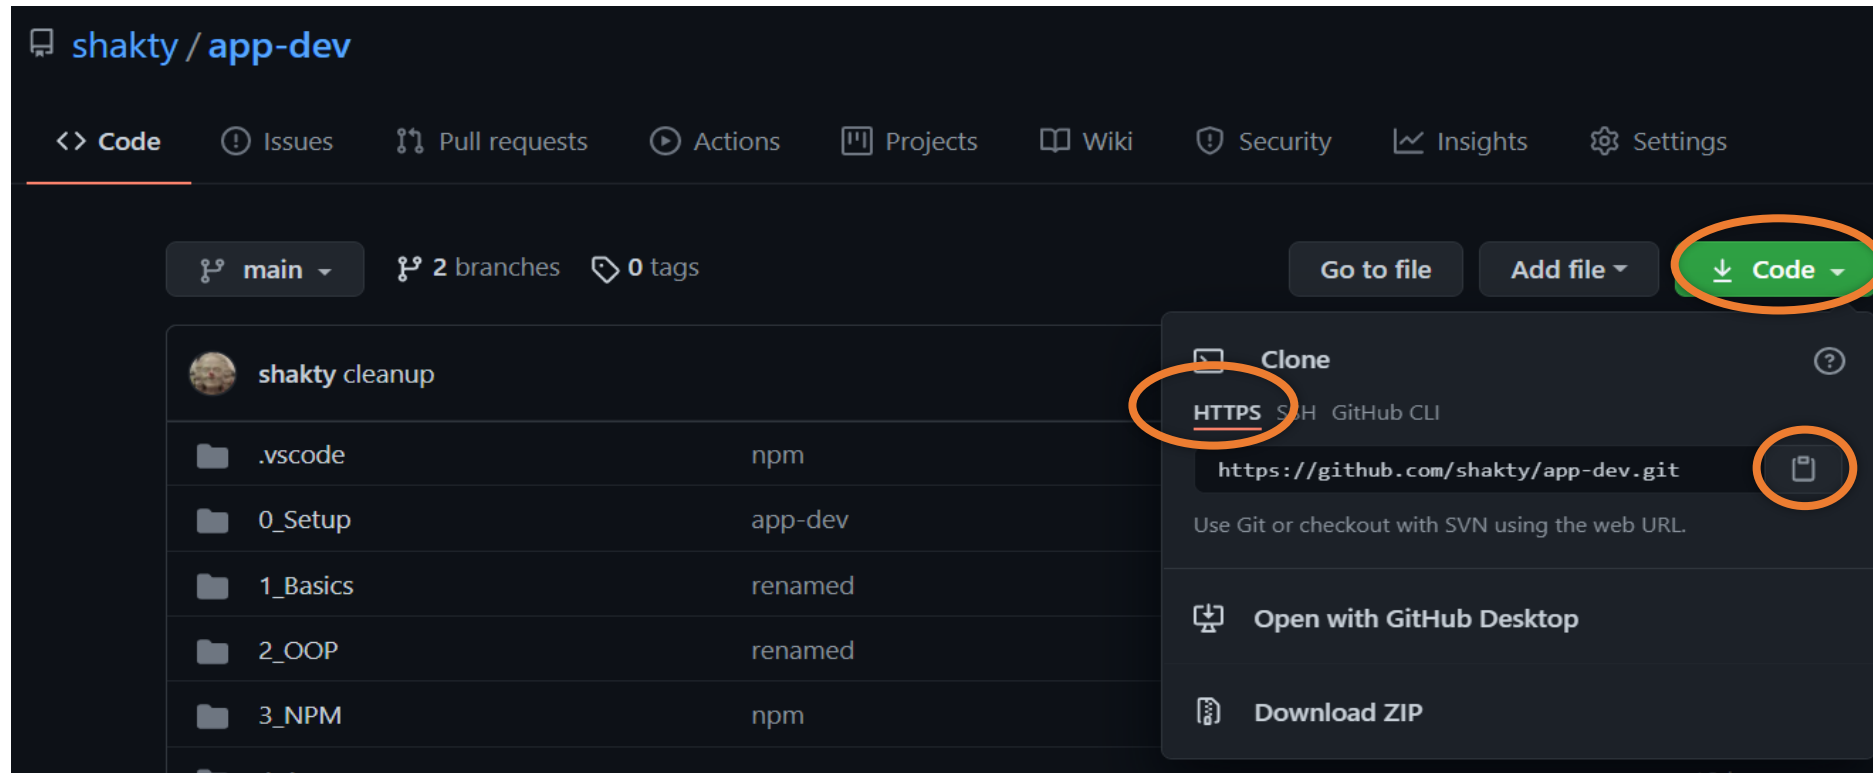 shakty / app-dev
Code Issues Pull requests Actions Projects Wiki Security Insights Settings
main 2 branches 0 tags Go to file Add file Code
shakty cleanup
.vscode npm
0_Setup app-dev
1_Basics renamed
2_OOP renamed
3_NPM npm
Clone
HTTPS SSH GitHub CLI
https://github.com/shakty/app-dev.git
Use Git or checkout with SVN using the web URL.
Open with GitHub Desktop
Download ZIP